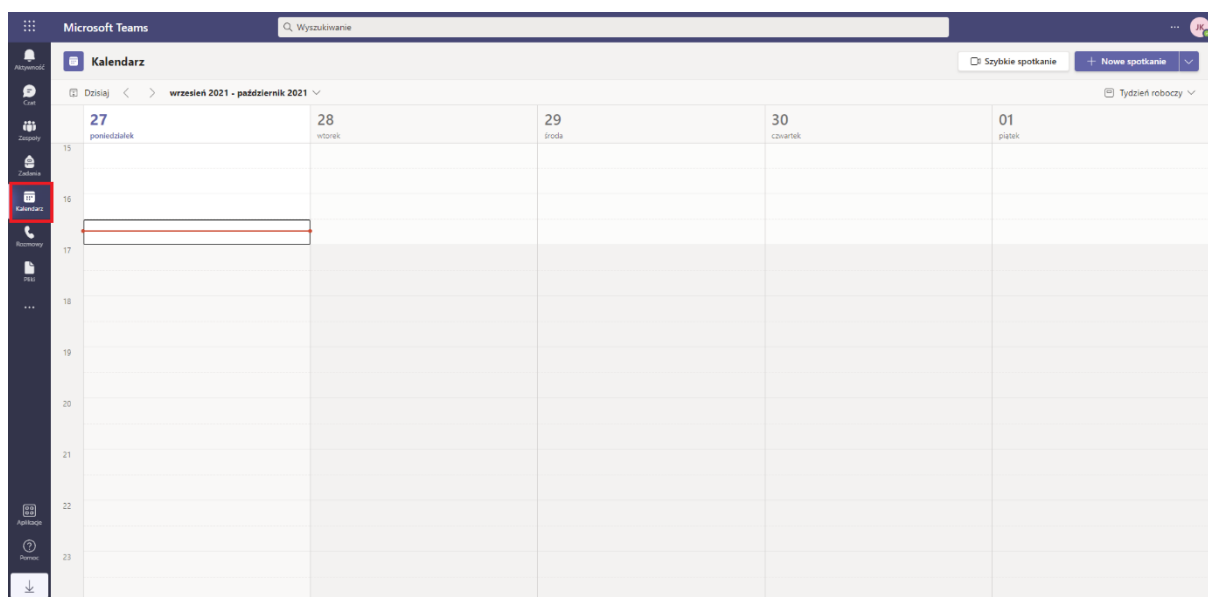 Microsoft Teams
Wyszukiwanie
JK
Aktywność
Kalendarz
Szybkie spotkanie
Nowe spotkanie
Czat
Dzisiaj
wrzesień 2021 - październik 2021
Tydzień roboczy
Zespoły
27
poniedziałek
28
wtorek
29
środa
30
czwartek
01
piątek
15
Zadania
16
Kalendarz
Rozmowy
17
Pliki
18
19
20
21
22
Aplikacje
Pomoc
23